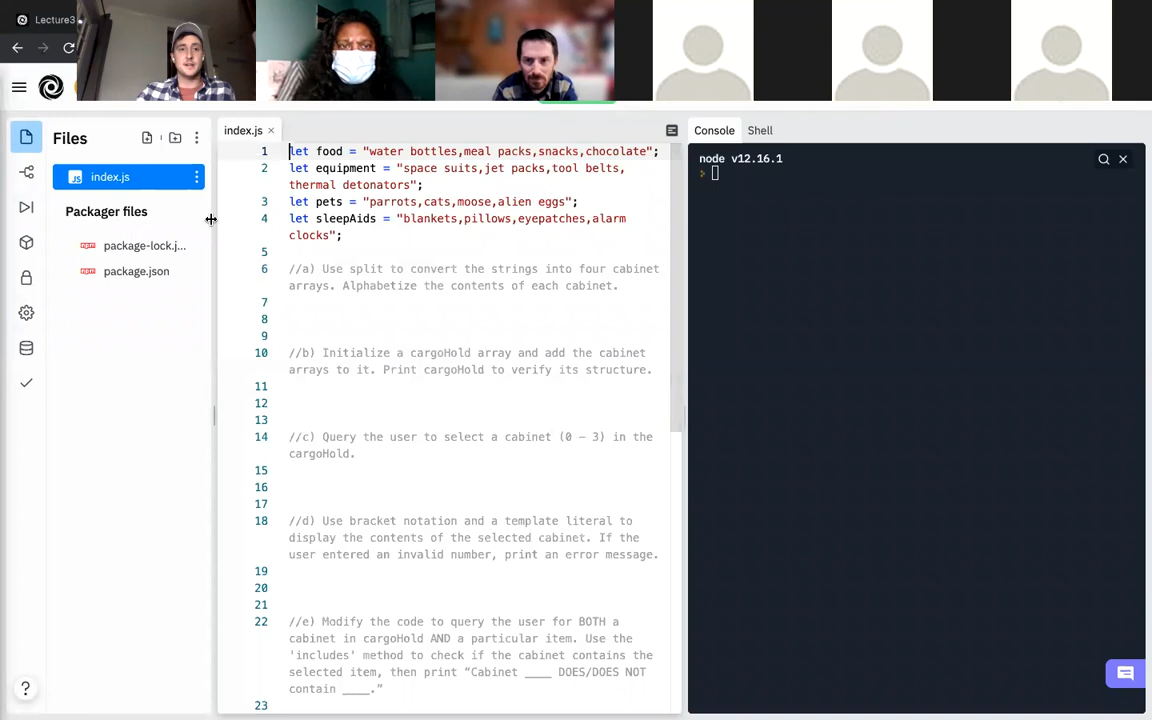 Lecture3
Files
index.js
Packager files
package-lock.j...
package.json
index.js ×
1 let food = "water bottles,meal packs,snacks,chocolate";
2 let equipment = "space suits,jet packs,tool belts,
thermal detonators";
3 let pets = "parrots,cats,moose,alien eggs";
4 let sleepAids = "blankets,pillows,eyepatches,alarm
clocks";
5
6 //a) Use split to convert the strings into four cabinet
arrays. Alphabetize the contents of each cabinet.
7
8
9
10 //b) Initialize a cargoHold array and add the cabinet
arrays to it. Print cargoHold to verify its structure.
11
12
13
14 //c) Query the user to select a cabinet (0 – 3) in the
cargoHold.
15
16
17
18 //d) Use bracket notation and a template literal to
display the contents of the selected cabinet. If the
user entered an invalid number, print an error message.
19
20
21
22 //e) Modify the code to query the user for BOTH a
cabinet in cargoHold AND a particular item. Use the
'includes' method to check if the cabinet contains the
selected item, then print “Cabinet ____ DOES/DOES NOT
contain ____.”
23
Console Shell
node v12.16.1